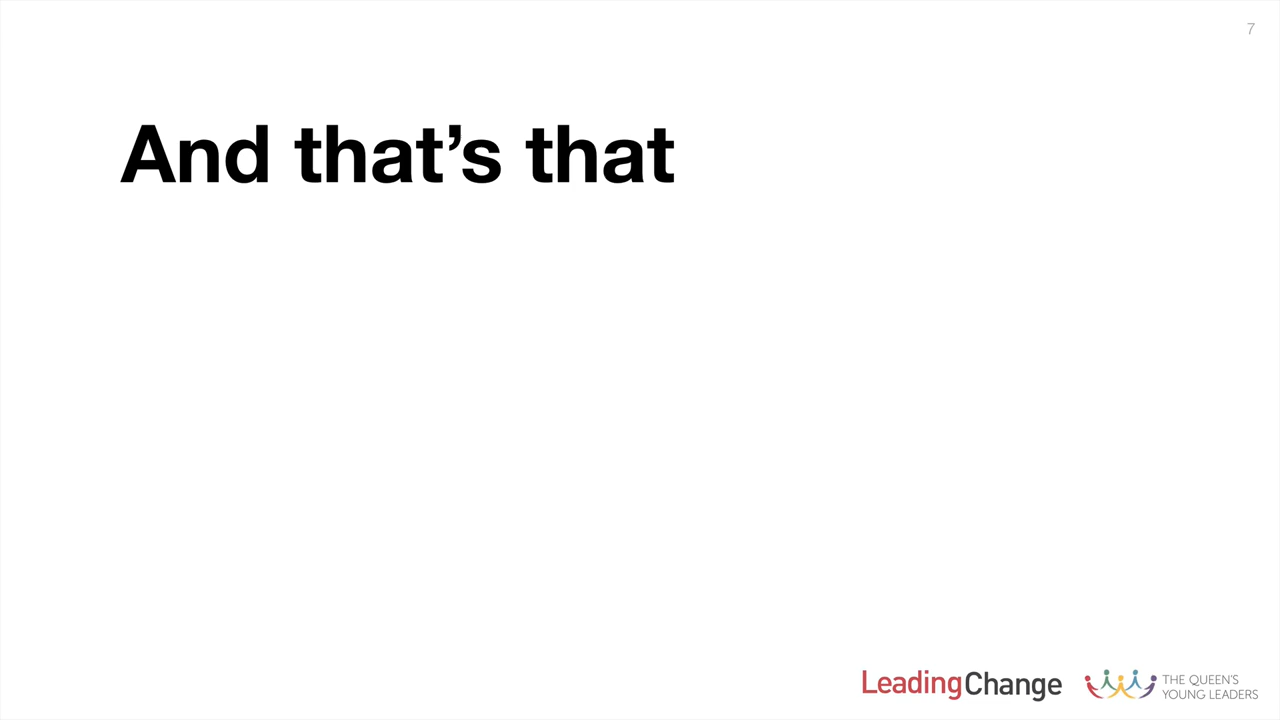 7
And that’s that
LeadingChange
THE QUEEN'S
YOUNG LEADERS